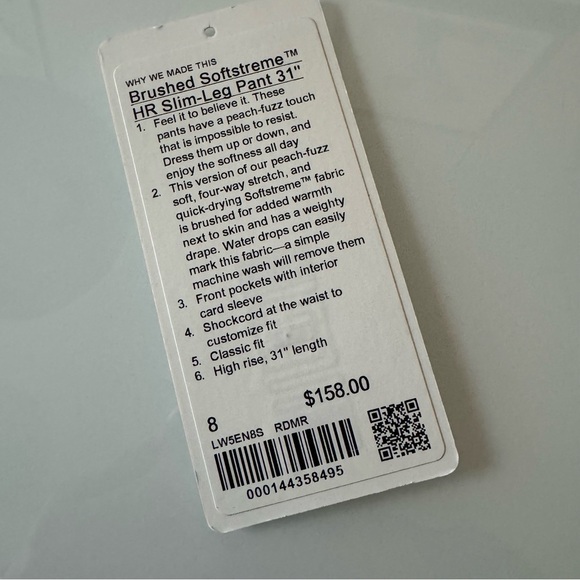 WHY WE MADE THIS
Brushed Softstreme™
HR Slim-Leg Pant 31"
1. Feel it to believe it. These
pants have a peach-fuzz touch
that is impossible to resist.
Dress them up or down, and
enjoy the softness all day
2. This version of our peach-fuzz
soft, four-way stretch, and
quick-drying Softstreme™ fabric
is brushed for added warmth
next to skin and has a weighty
drape. Water drops can easily
mark this fabric—a simple
machine wash will remove them
3. Front pockets with interior
card sleeve
4. Shockcord at the waist to
customize fit
5. Classic fit
6. High rise, 31" length
$158.00
8
LW5EN8S RDMR
000144358495